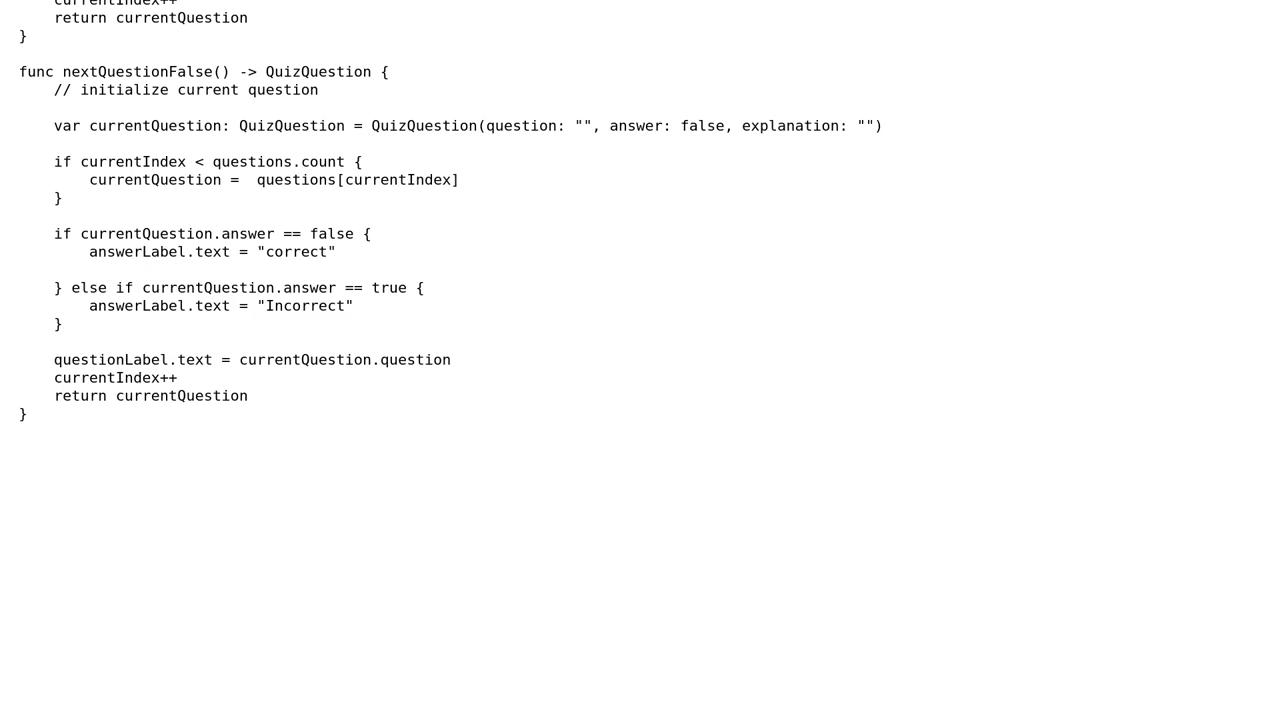 currentIndex++
    return currentQuestion
}
func nextQuestionFalse() -> QuizQuestion {
    // initialize current question
    var currentQuestion: QuizQuestion = QuizQuestion(question: "", answer: false, explanation: "")
    if currentIndex < questions.count {
        currentQuestion =  questions[currentIndex]
    }
    if currentQuestion.answer == false {
        answerLabel.text = "correct"
    } else if currentQuestion.answer == true {
        answerLabel.text = "Incorrect"
    }
    questionLabel.text = currentQuestion.question
    currentIndex++
    return currentQuestion
}